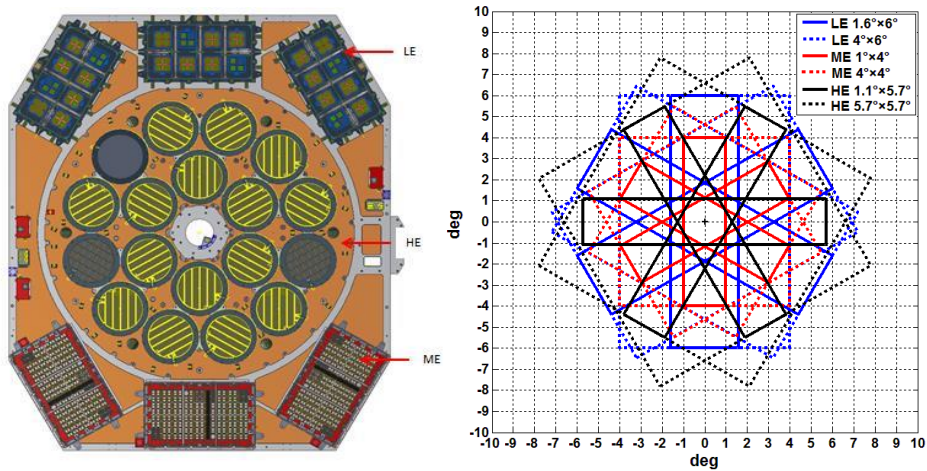 LE
HE
ME
10
9
8
7
6
5
4
3
2
1
0
-1
-2
-3
-4
-5
-6
-7
-8
-9
-10
deg
LE 1.6°×6°
LE 4°×6°
ME 1°×4°
ME 4°×4°
HE 1.1°×5.7°
HE 5.7°×5.7°
-10 -9 -8 -7 -6 -5 -4 -3 -2 -1 0 1 2 3 4 5 6 7 8 9 10
deg